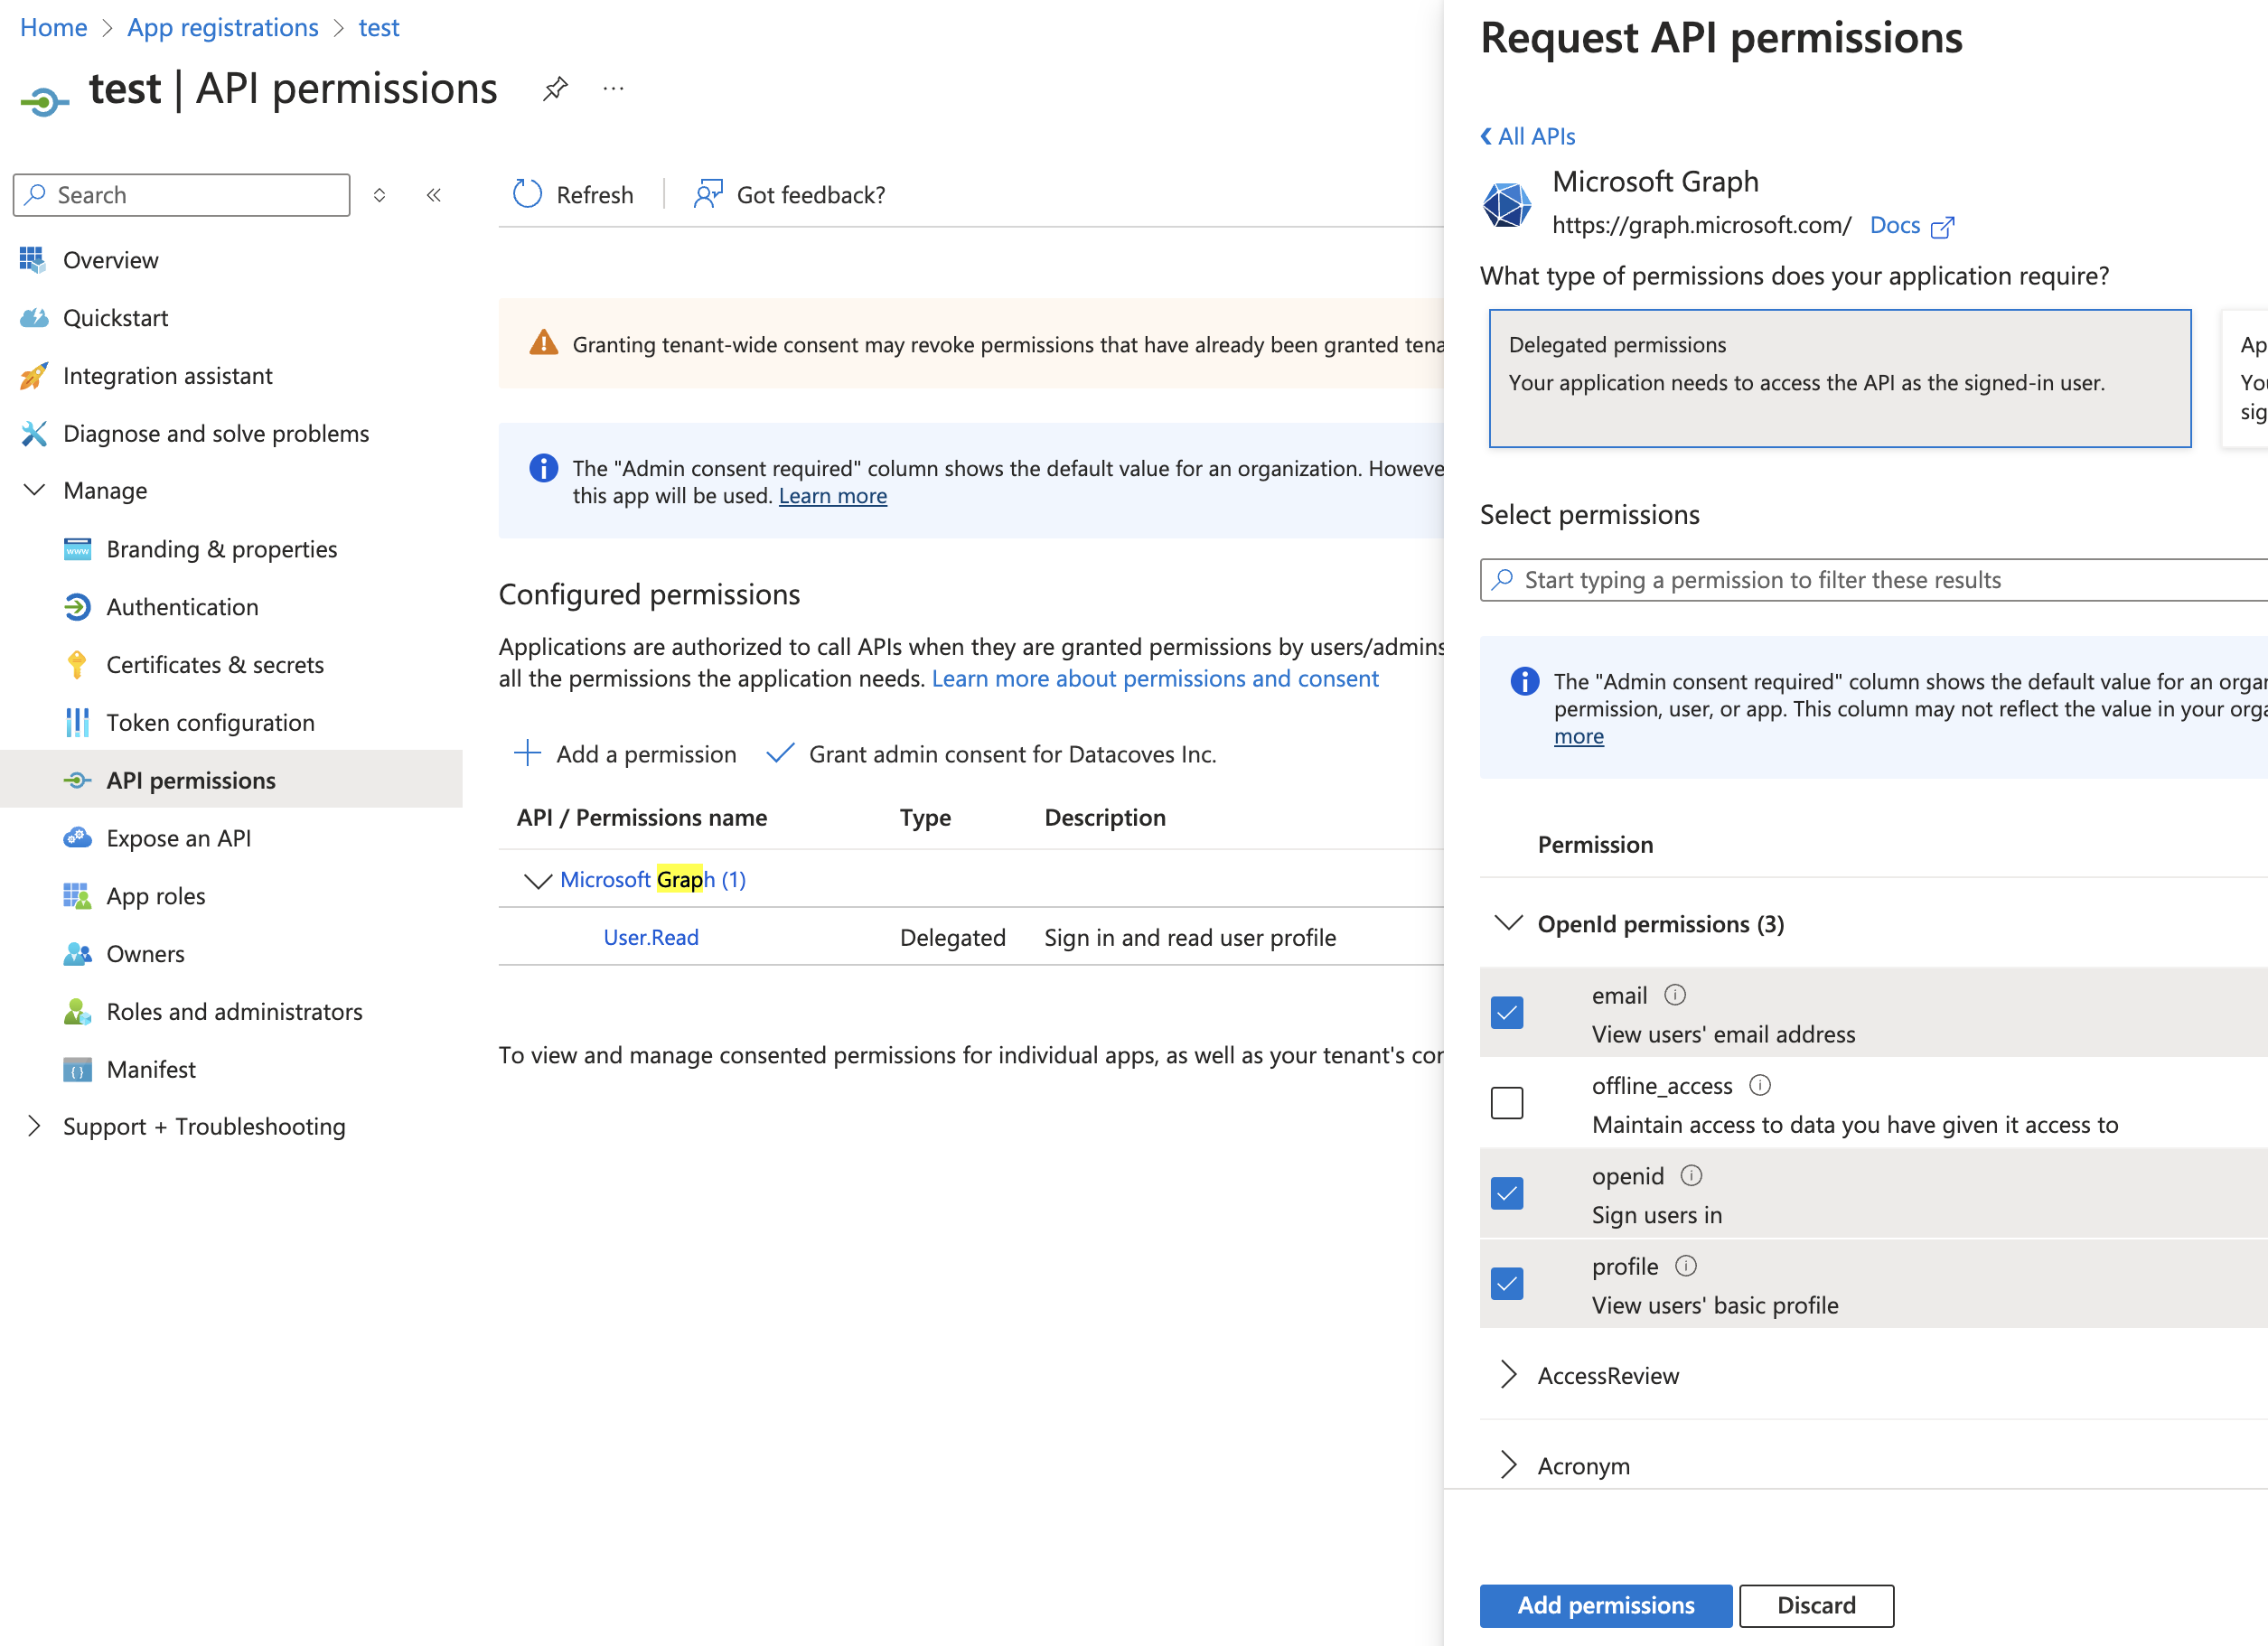 Home > App registrations > test
test | API permissions
...
Search
Overview
Quickstart
Integration assistant
Diagnose and solve problems
Manage
Branding & properties
Authentication
Certificates & secrets
Token configuration
API permissions
Expose an API
App roles
Owners
Roles and administrators
Manifest
Support + Troubleshooting
Refresh
Got feedback?
Granting tenant-wide consent may revoke permissions that have already been granted tena
The "Admin consent required" column shows the default value for an organization. Howeve
this app will be used. Learn more
Configured permissions
Applications are authorized to call APIs when they are granted permissions by users/admins
all the permissions the application needs. Learn more about permissions and consent
Add a permission
Grant admin consent for Datacoves Inc.
API / Permissions name Type Description
Microsoft Graph (1)
User.Read Delegated Sign in and read user profile
To view and manage consented permissions for individual apps, as well as your tenant's cor
Request API permissions
All APIs
Microsoft Graph
https://graph.microsoft.com/ Docs
What type of permissions does your application require?
Delegated permissions
Your application needs to access the API as the signed-in user.
Ap
You
sig
Select permissions
Start typing a permission to filter these results
The "Admin consent required" column shows the default value for an organ
permission, user, or app. This column may not reflect the value in your orga
more
Permission
OpenId permissions (3)
email
View users' email address
offline_access
Maintain access to data you have given it access to
openid
Sign users in
profile
View users' basic profile
AccessReview
Acronym
Add permissions
Discard